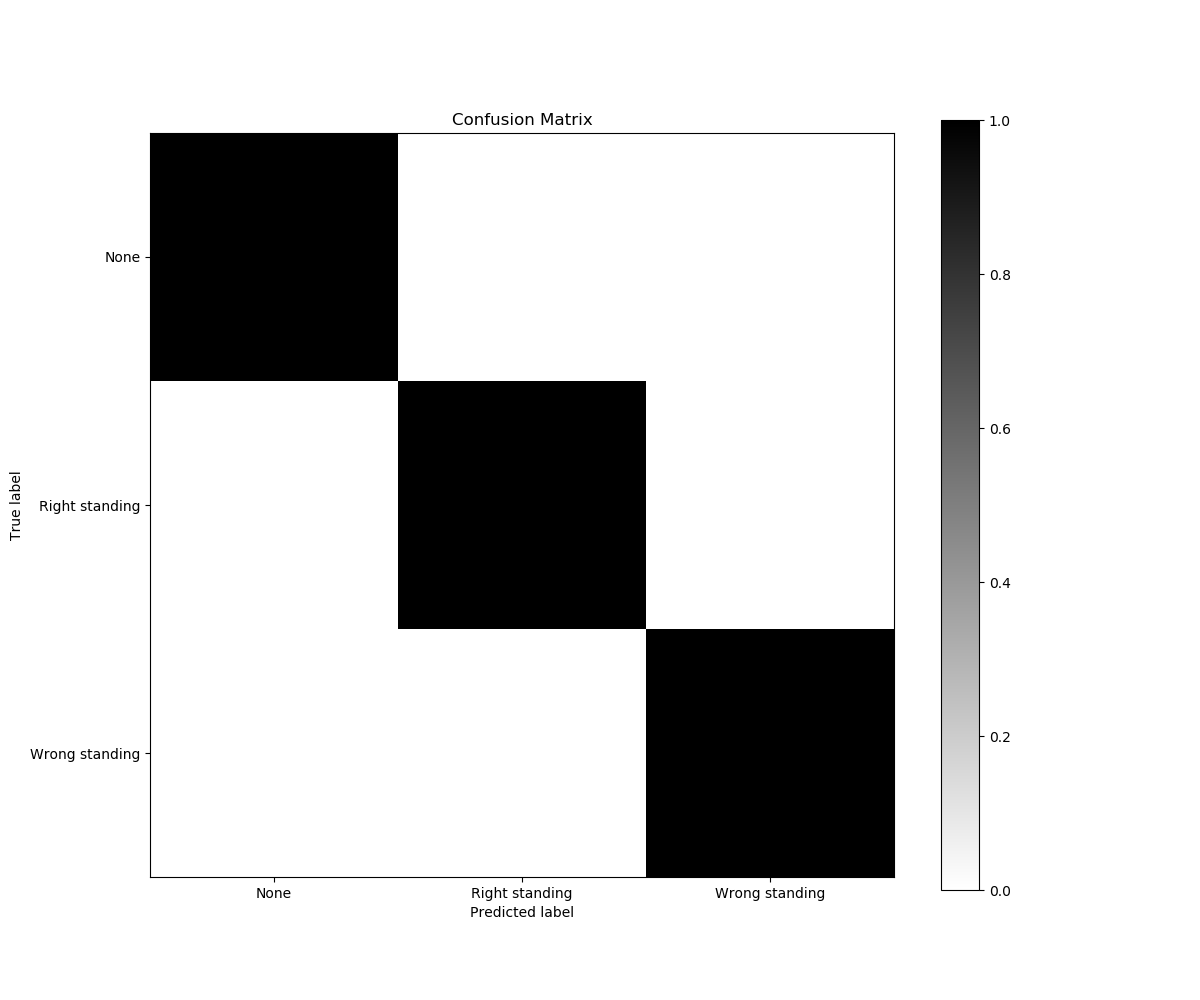 Confusion Matrix
True label
None
Right standing
Wrong standing
None Right standing Wrong standing
Predicted label
1.0
0.8
0.6
0.4
0.2
0.0